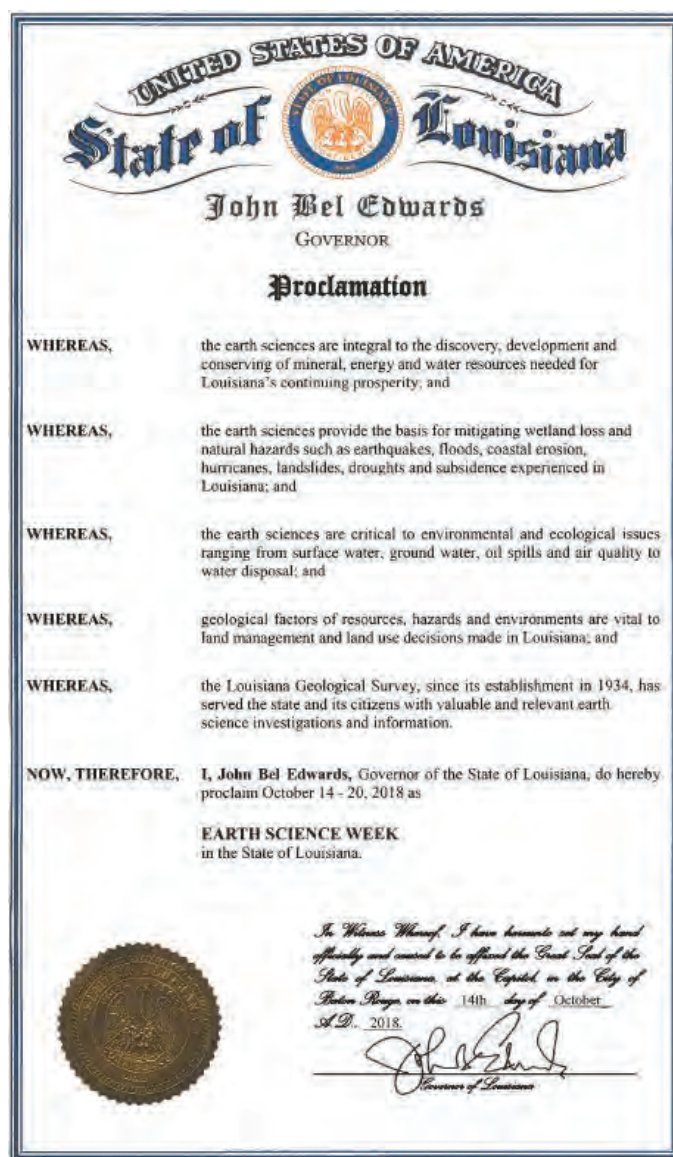 UNITED STATES OF AMERICA
State of Louisiana
STATE OF LOUISIANA
John Bel Edwards
GOVERNOR
Proclamation
WHEREAS, the earth sciences are integral to the discovery, development and
conserving of mineral, energy and water resources needed for
Louisiana's continuing prosperity; and
WHEREAS, the earth sciences provide the basis for mitigating wetland loss and
natural hazards such as earthquakes, floods, coastal erosion,
hurricanes, landslides, droughts and subsidence experienced in
Louisiana; and
WHEREAS, the earth sciences are critical to environmental and ecological issues
ranging from surface water, ground water, oil spills and air quality to
water disposal; and
WHEREAS, geological factors of resources, hazards and environments are vital to
land management and land use decisions made in Louisiana; and
WHEREAS, the Louisiana Geological Survey, since its establishment in 1934, has
served the state and its citizens with valuable and relevant earth
science investigations and information.
NOW, THEREFORE, I, John Bel Edwards, Governor of the State of Louisiana, do hereby
proclaim October 14 - 20, 2018 as
EARTH SCIENCE WEEK
in the State of Louisiana.
In Witness Whereof, I have hereunto set my hand
officially and caused to be affixed the Great Seal of the
State of Louisiana, at the Capitol, in the City of
Baton Rouge, on this 14th day of October
A.D., 2018.
John Bel Edwards
Governor of Louisiana